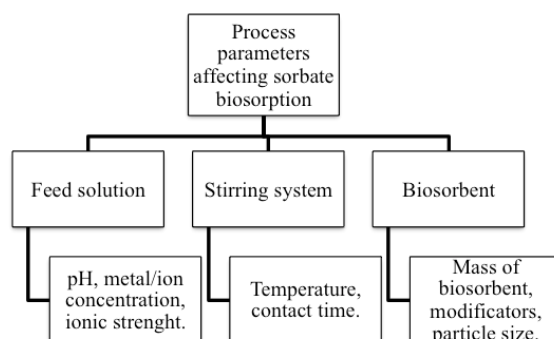 Process
parameters
affecting sorbate
biosorption
Feed solution
Stirring system
Biosorbent
pH, metal/ion
concentration,
ionic strenght.
Temperature,
contact time.
Mass of
biosorbent,
modificators,
particle size.